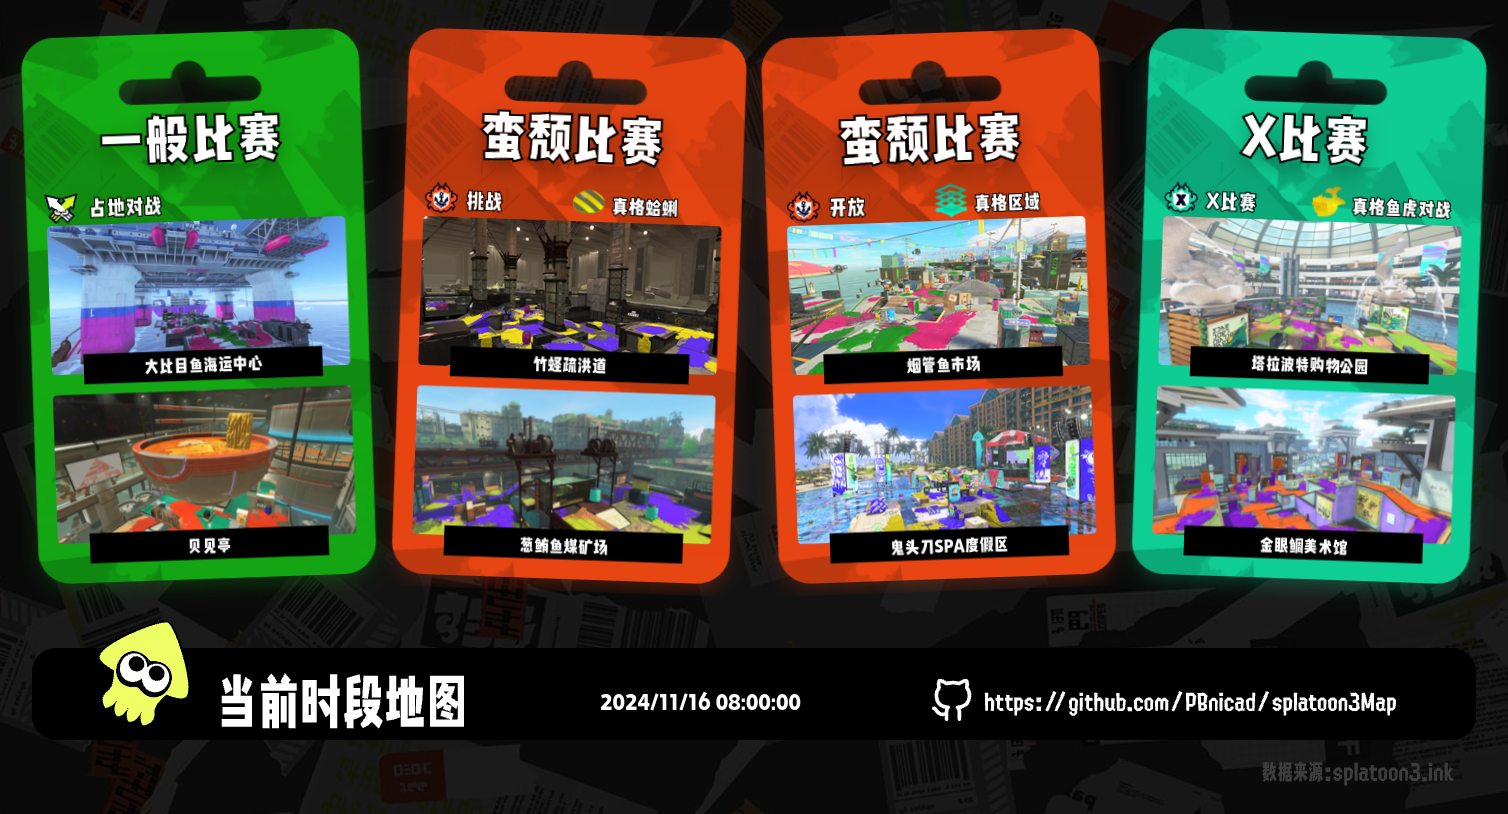 一般比赛
占地对战
大比目鱼海运中心
贝见亭
蛮颓比赛
挑战
真格蛤蜊
竹蛏疏洪道
葱鲔鱼煤矿场
蛮颓比赛
开放
真格区域
烟管鱼市场
鬼头刀SPA度假区
X比赛
X比赛
真格鱼虎对战
塔拉波特购物公园
金眼鲷美术馆
当前时段地图
2024/11/16 08:00:00
https://github.com/PBnicad/splatoon3Map
数据来源:splatoon3.ink